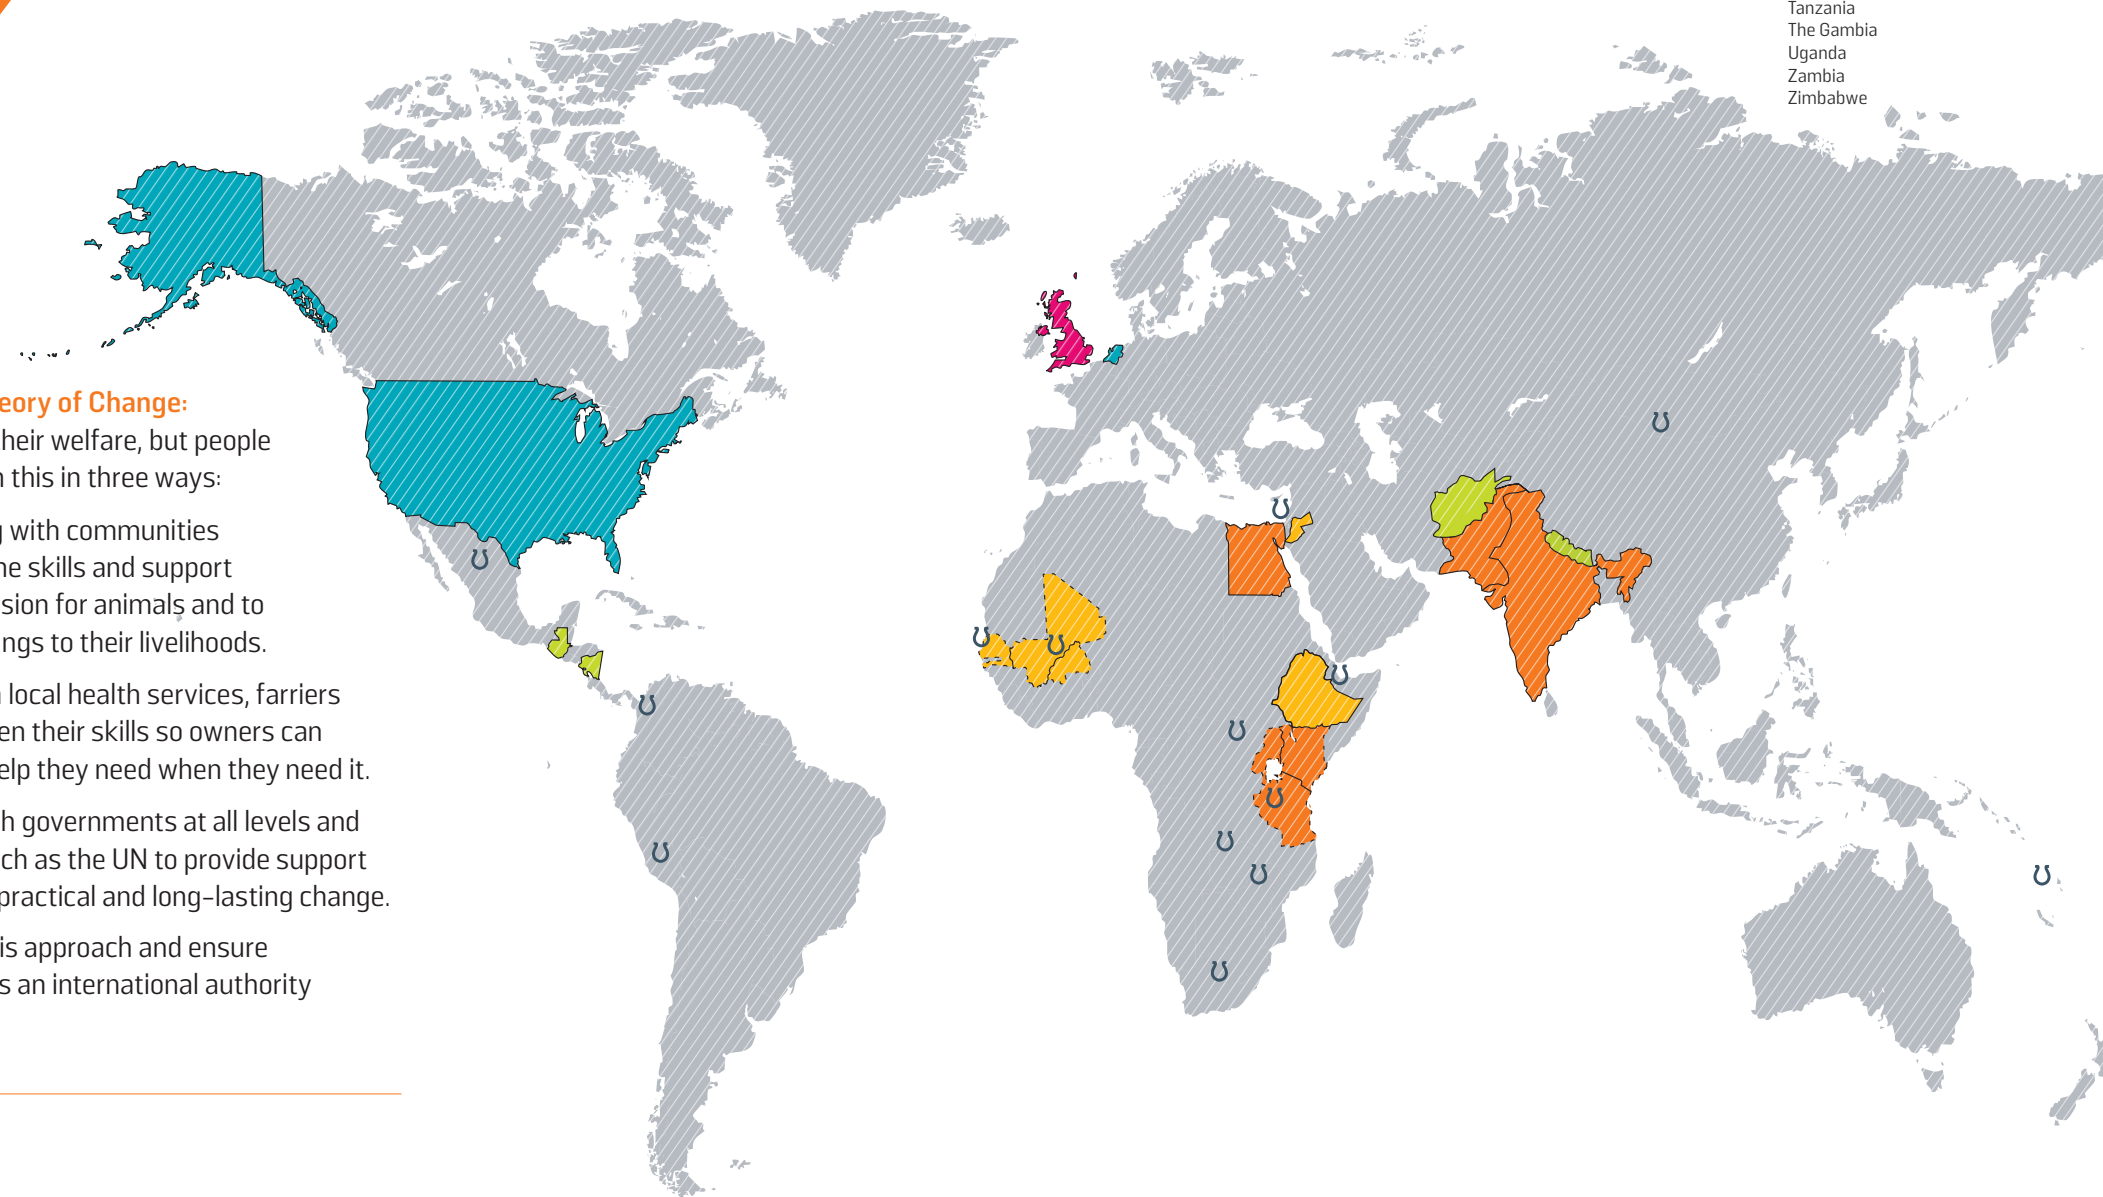 Tanzania
The Gambia
Uganda
Zambia
Zimbabwe
eory of Change:
heir welfare, but people
n this in three ways:
g with communities
he skills and support
sion for animals and to
ngs to their livelihoods.
n local health services, farriers
en their skills so owners can
elp they need when they need it.
h governments at all levels and
ch as the UN to provide support
practical and long-lasting change.
is approach and ensure
s an international authority